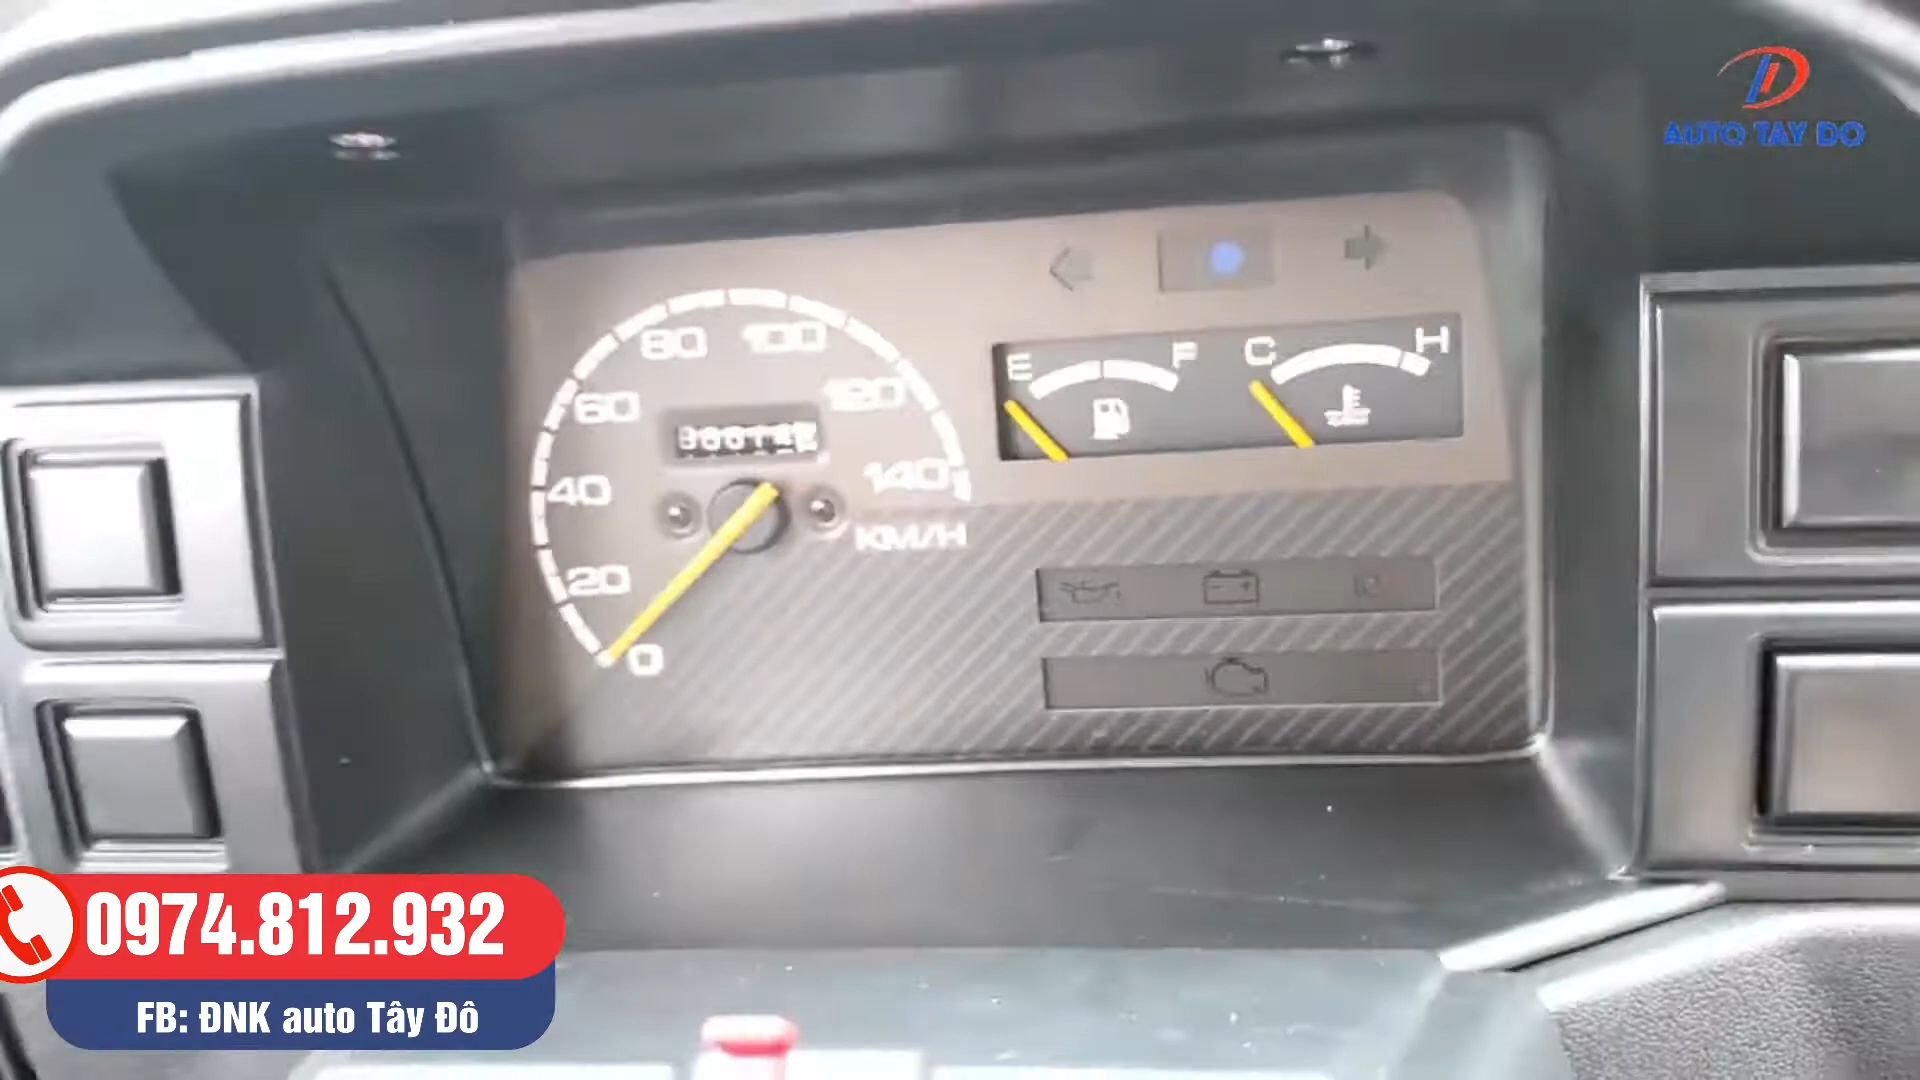 AUTO TAY DO
80
100
60
120
40
140
KM/H
20
0
E
F
C
H
0974.812.932
FB: ĐNK auto Tây Đô